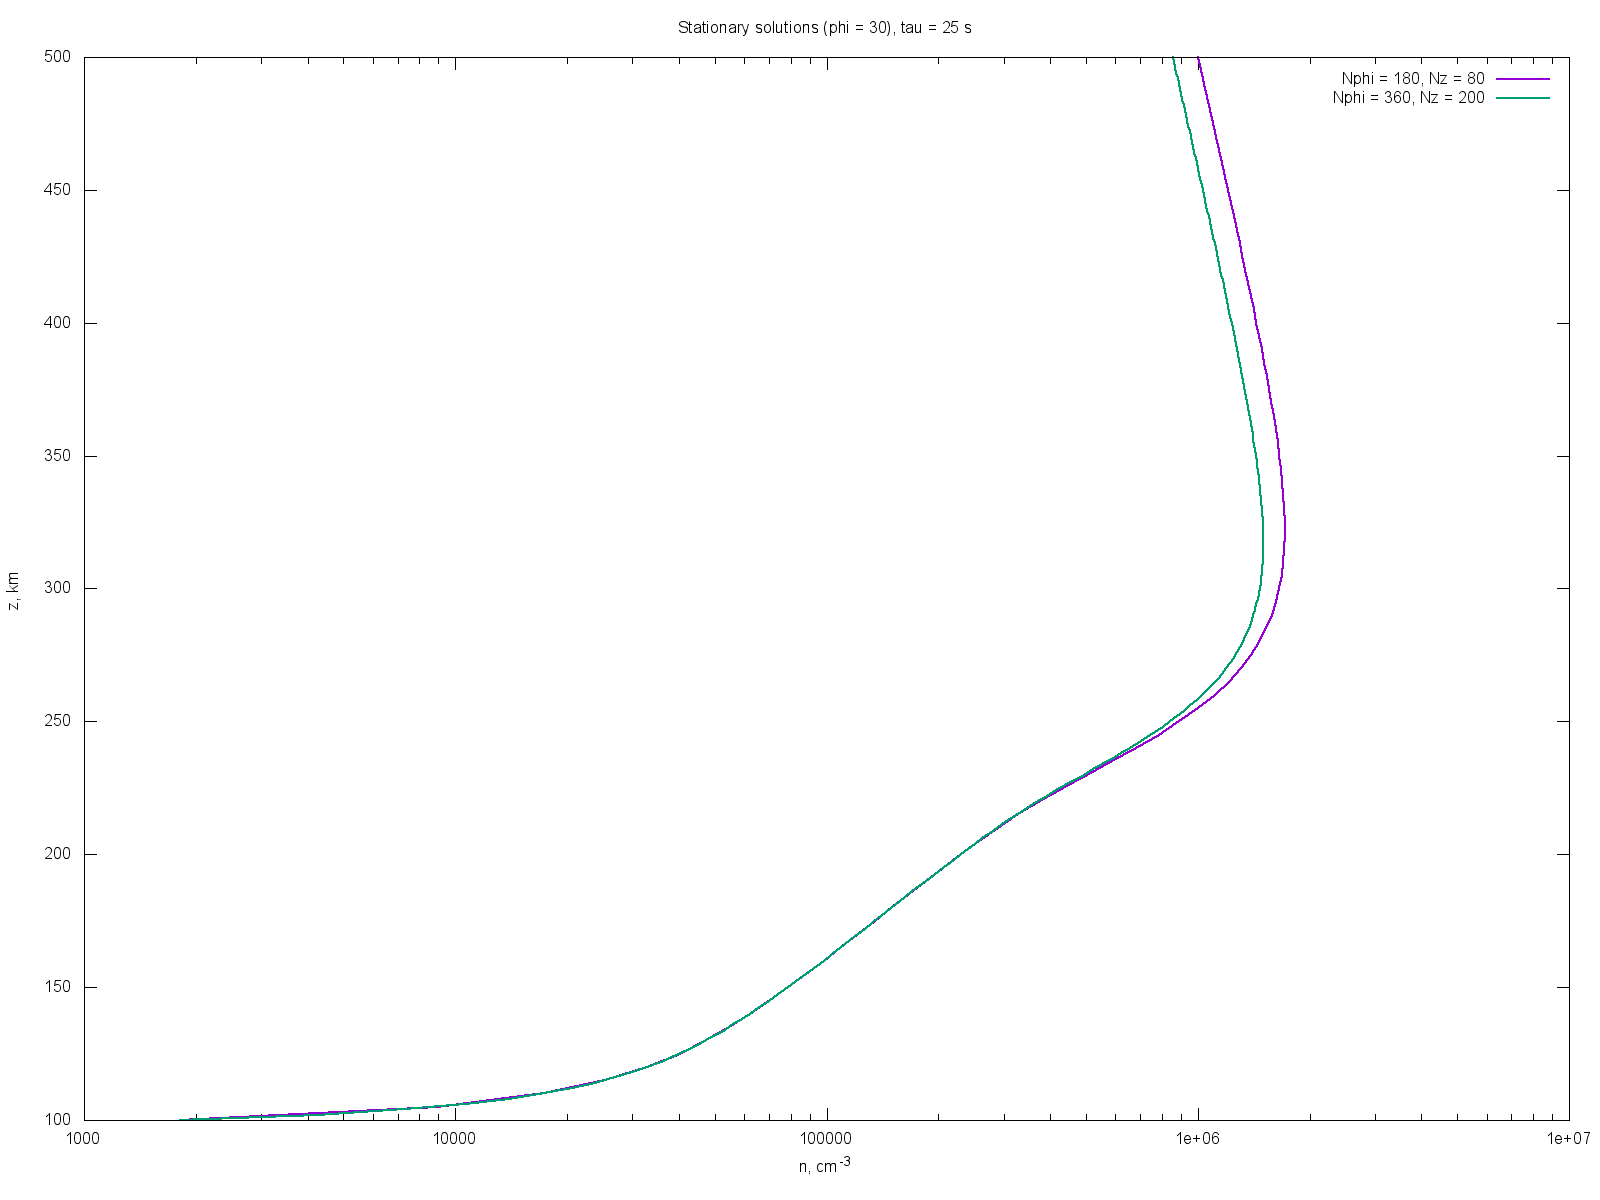 Stationary solutions (phi = 30), tau = 25 s
Nphi = 180, Nz = 80
Nphi = 360, Nz = 200
500
450
400
350
300
250
200
150
100
z, km
1000 10000 100000 1e+06 1e+07
n, cm-3